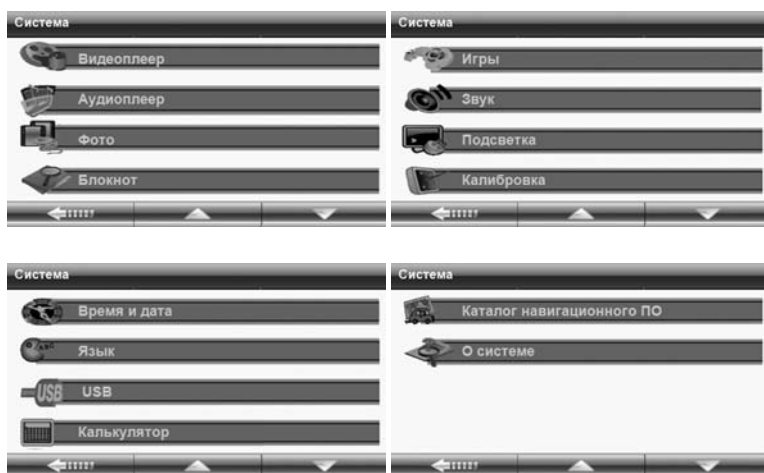 Система
Видеоплеер
Аудиоплеер
Фото
Блокнот
Система
Игры
Звук
Подсветка
Калибровка
Система
Время и дата
Язык
USB
USB
Калькулятор
Система
Каталог навигационного ПО
О системе